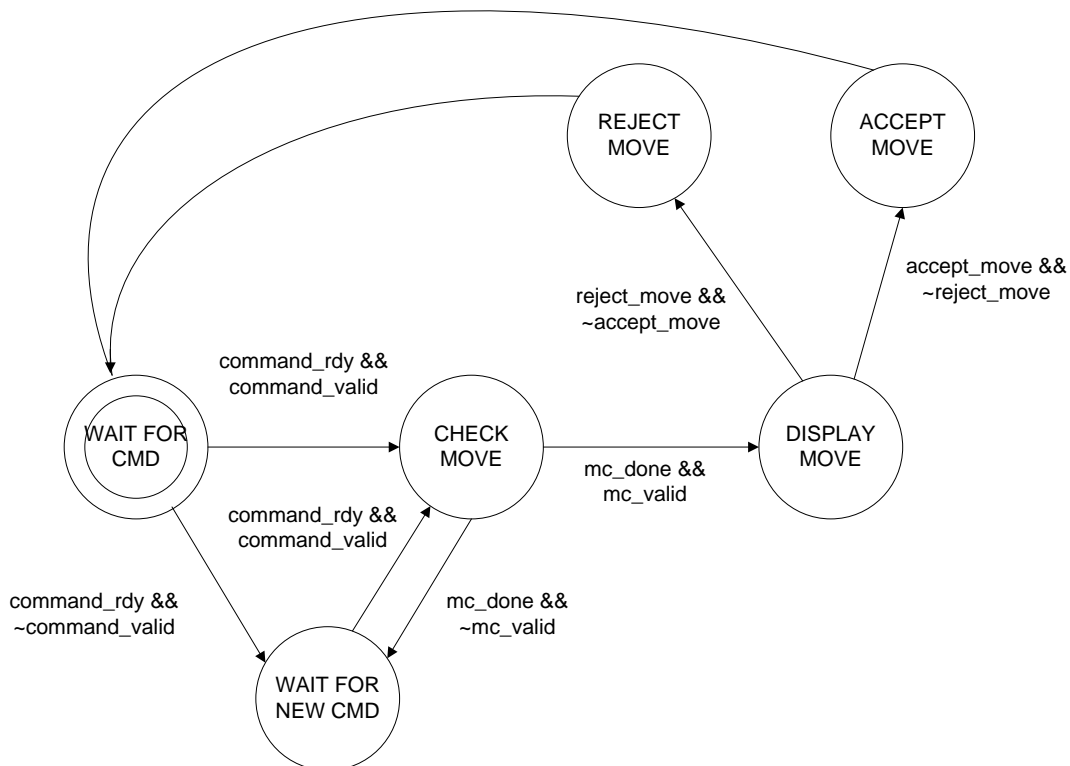 REJECT
MOVE
ACCEPT
MOVE
accept_move &&
~reject_move
reject_move &&
~accept_move
command_rdy &&
command_valid
WAIT FOR
CMD
CHECK
MOVE
DISPLAY
MOVE
mc_done &&
mc_valid
command_rdy &&
command_valid
command_rdy &&
~command_valid
mc_done &&
~mc_valid
WAIT FOR
NEW CMD